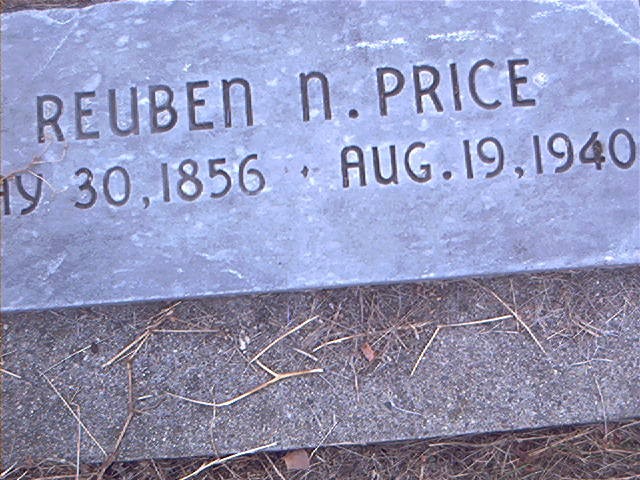 REUBEN N. PRICE
AY 30, 1856 · AUG. 19, 1940